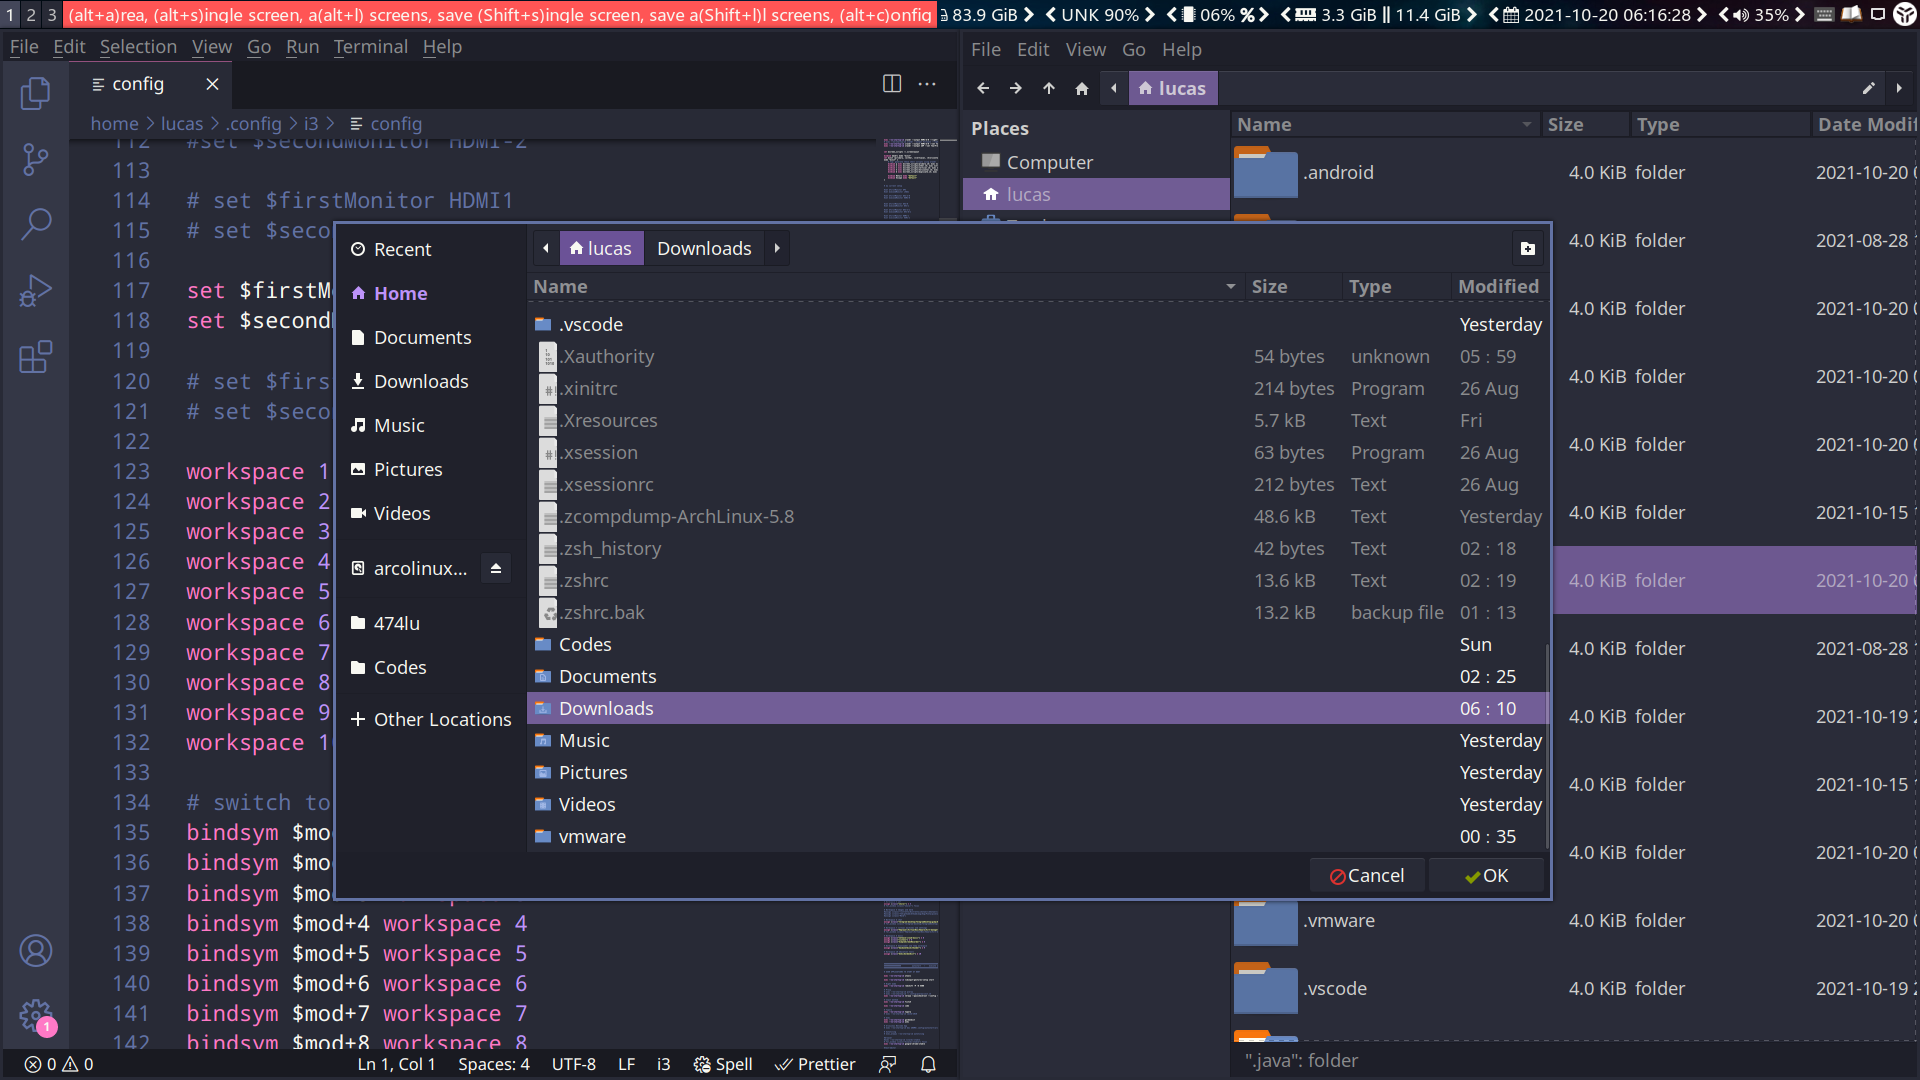 1 2 3 (alt+a)rea, (alt+s)ingle screen, a(alt+l) screens, save (Shift+s)ingle screen, save a(Shift+l)l screens, (alt+c)onfig 83.9 GiB UNK 90% 06% % 3.3 GiB || 11.4 GiB 2021-10-20 06:16:28 35%
File Edit Selection View Go Run Terminal Help
config
home > lucas > .config > i3 > config
112 #set $secondMonitor HDMI-2
113
114 # set $firstMonitor HDMI1
115 # set $seco
116
117 set $firstM
118 set $second
119
120 # set $firs
121 # set $seco
122
123 workspace 1
124 workspace 2
125 workspace 3
126 workspace 4
127 workspace 5
128 workspace 6
129 workspace 7
130 workspace 8
131 workspace 9
132 workspace 1
133
134 # switch to
135 bindsym $mo
136 bindsym $mo
137 bindsym $mo
138 bindsym $mod+4 workspace 4
139 bindsym $mod+5 workspace 5
140 bindsym $mod+6 workspace 6
141 bindsym $mod+7 workspace 7
142 bindsym $mod+8 workspace 8
1
0 0 Ln 1, Col 1 Spaces: 4 UTF-8 LF i3 Spell Prettier
Recent
Home
Documents
Downloads
Music
Pictures
Videos
arcolinux...
474lu
Codes
Other Locations
lucas Downloads
Name Size Type Modified
.vscode Yesterday
.Xauthority 54 bytes unknown 05 : 59
.xinitrc 214 bytes Program 26 Aug
.Xresources 5.7 kB Text Fri
.xsession 63 bytes Program 26 Aug
.xsessionrc 212 bytes Text 26 Aug
.zcompdump-ArchLinux-5.8 48.6 kB Text Yesterday
.zsh_history 42 bytes Text 02 : 18
.zshrc 13.6 kB Text 02 : 19
.zshrc.bak 13.2 kB backup file 01 : 13
Codes Sun
Documents 02 : 25
Downloads 06 : 10
Music Yesterday
Pictures Yesterday
Videos Yesterday
vmware 00 : 35
Cancel OK
File Edit View Go Help
lucas
Places
Computer
lucas
Name Size Type Date Modif
.android 4.0 KiB folder 2021-10-20
4.0 KiB folder 2021-08-28
4.0 KiB folder 2021-10-20
4.0 KiB folder 2021-10-20
4.0 KiB folder 2021-10-20
4.0 KiB folder 2021-10-15
4.0 KiB folder 2021-10-20
4.0 KiB folder 2021-08-28
4.0 KiB folder 2021-10-19
4.0 KiB folder 2021-10-15
4.0 KiB folder 2021-10-20
.vmware 4.0 KiB folder 2021-10-20
.vscode 4.0 KiB folder 2021-10-19
".java": folder